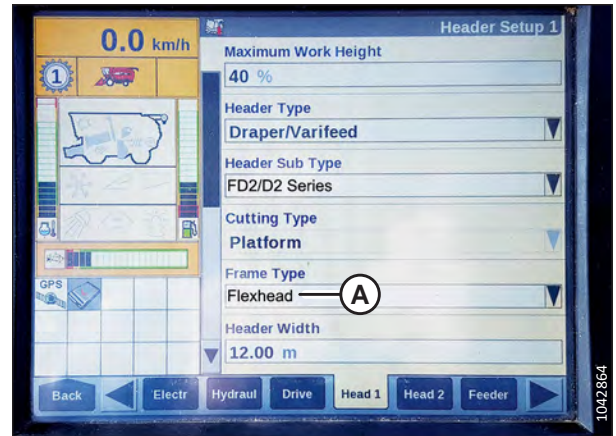 Header Setup 1
0.0 km/h
1
Maximum Work Height
40 %
Header Type
Draper/Varifeed
Header Sub Type
FD2/D2 Series
Cutting Type
Platform
Frame Type
Flexhead
A
GPS
Header Width
12.00 m
Back
Electr
Hydraul
Drive
Head 1
Head 2
Feeder
1042864